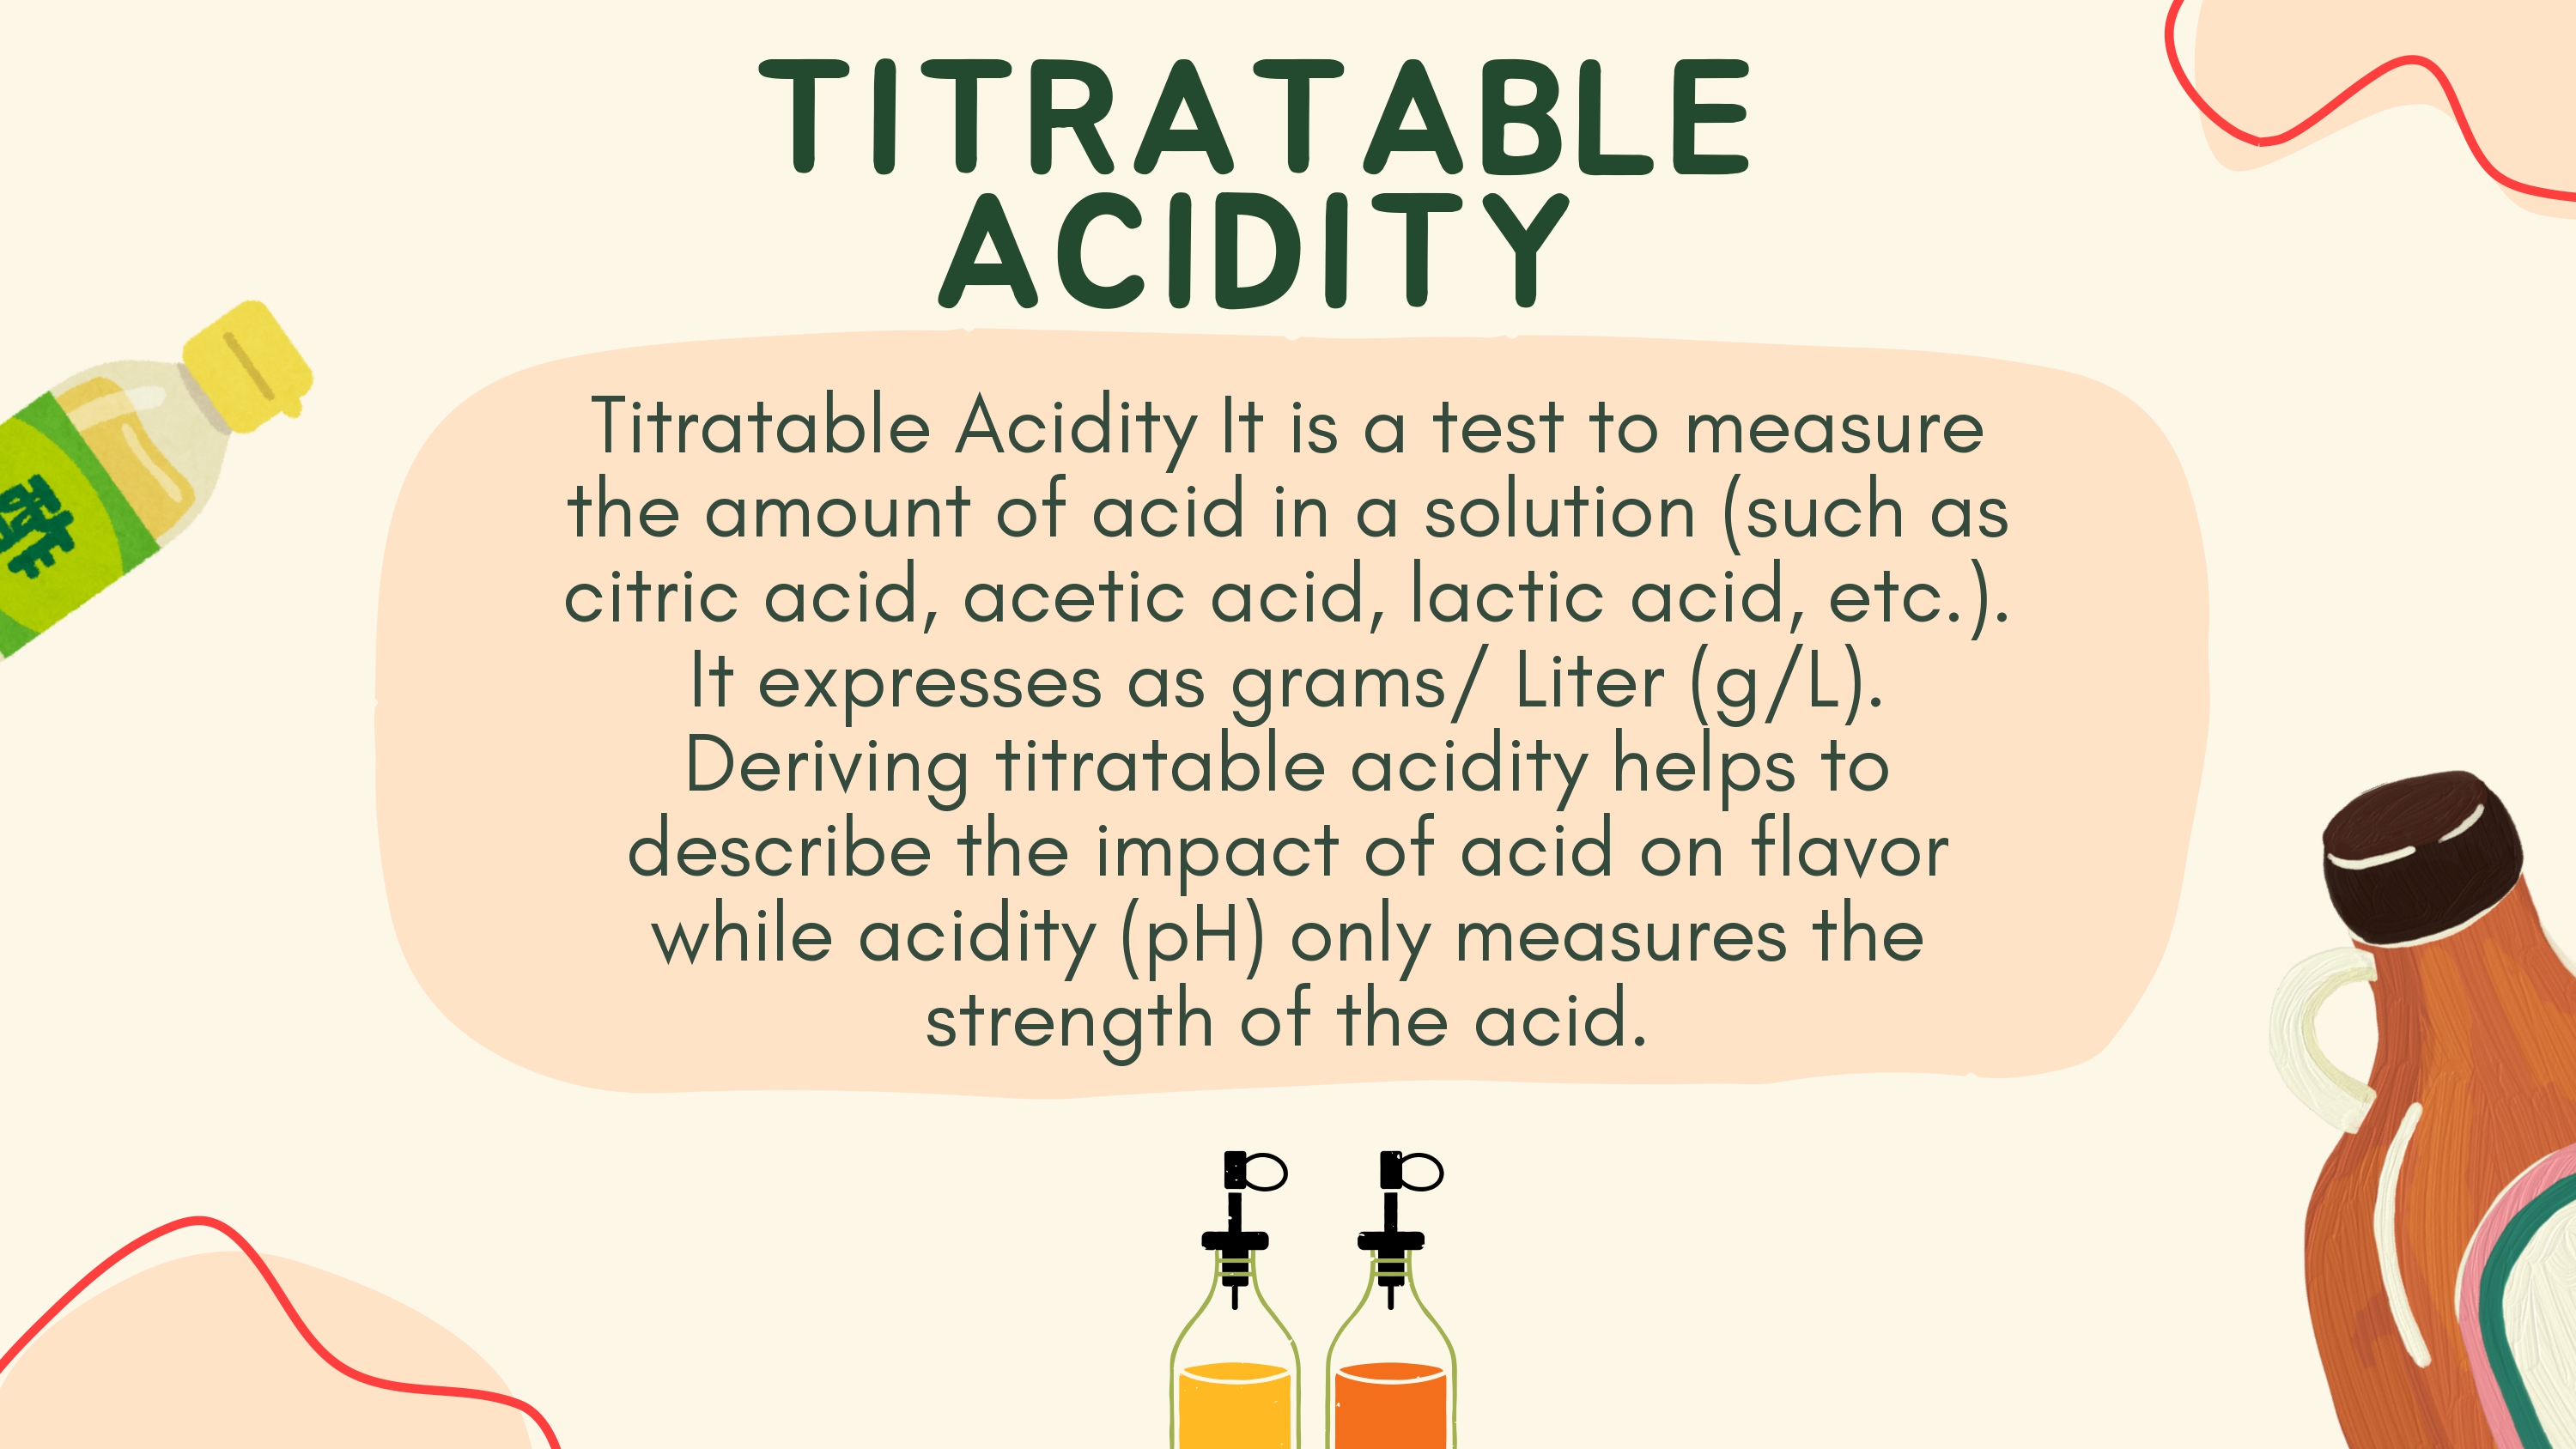 TITRATABLE
ACIDITY
Titratable Acidity It is a test to measure
the amount of acid in a solution (such as
citric acid, acetic acid, lactic acid, etc.).
It expresses as grams/ Liter (g/L).
Deriving titratable acidity helps to
describe the impact of acid on flavor
while acidity (pH) only measures the
strength of the acid.